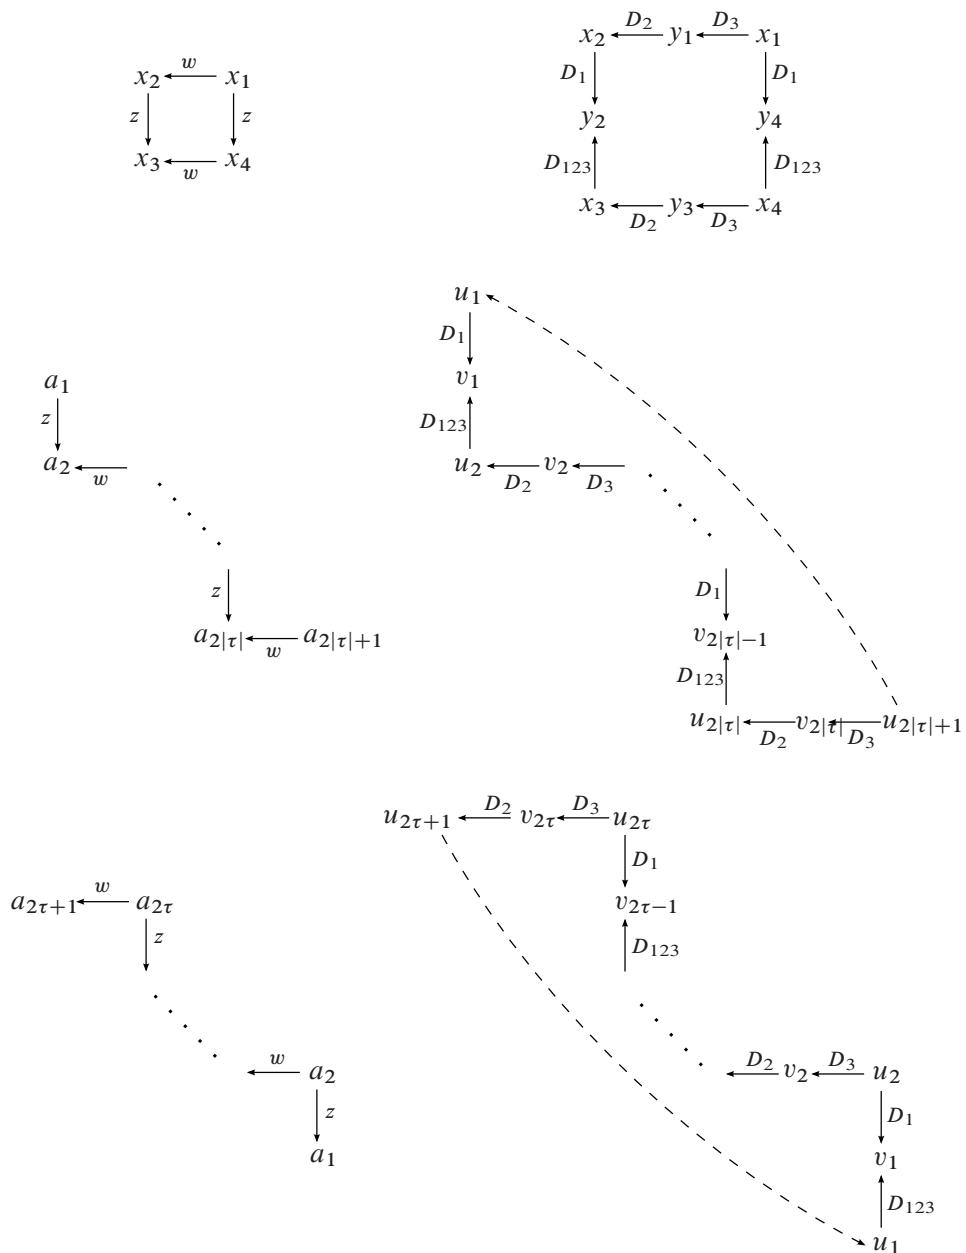 x₂ w x₁
z z
x₃ w x₄
x₂ D₂ y₁ D₃ x₁
D₁ D₁
y₂ y₄
D₁₂₃ D₁₂₃
x₃ D₂ y₃ D₃ x₄
a₁
z
a₂ w
z
a₂|τ| w a₂|τ|+1
u₁
D₁
v₁
D₁₂₃
u₂ D₂ v₂ D₃
D₁
v₂|τ|−1
D₁₂₃
u₂|τ| D₂ v₂|τ| D₃ u₂|τ|+1
a₂τ+1 w a₂τ
z
w a₂
z
a₁
u₂τ+1 D₂ v₂τ D₃ u₂τ
D₁
v₂τ−1
D₁₂₃
D₂ v₂ D₃ u₂
D₁
v₁
D₁₂₃
u₁